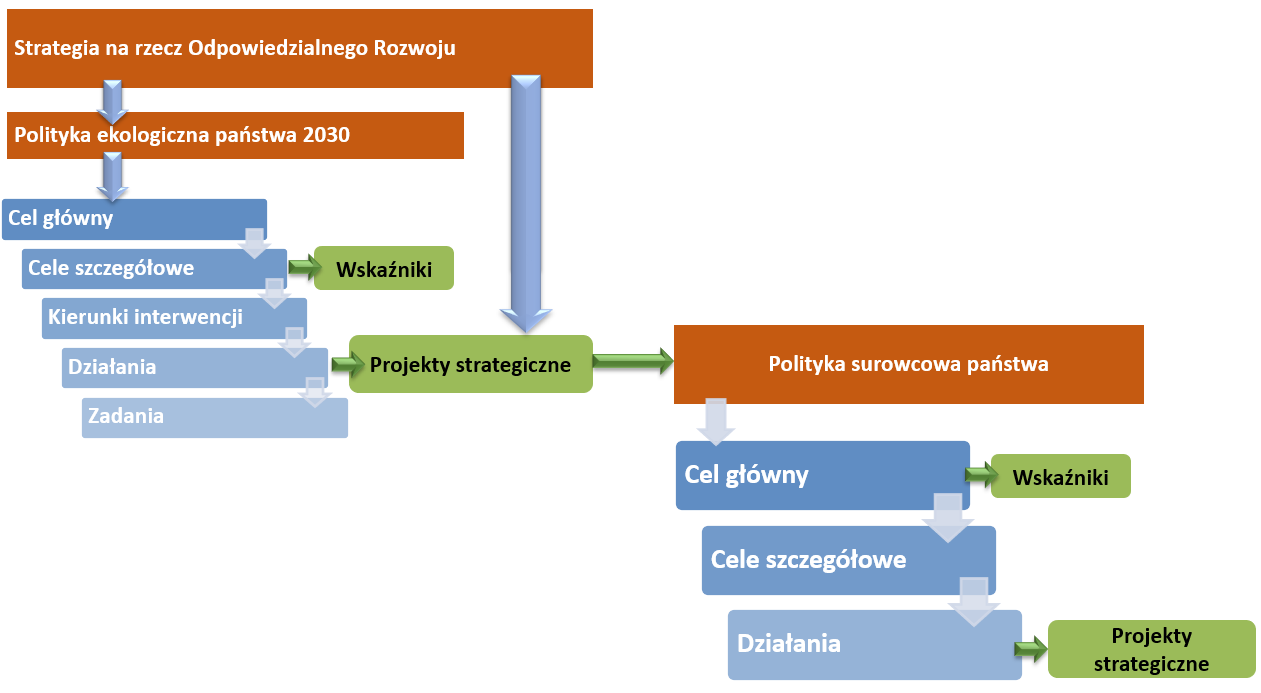 Strategia na rzecz Odpowiedzialnego Rozwoju
Polityka ekologiczna państwa 2030
Cel główny
Cele szczegółowe
Wskaźniki
Kierunki interwencji
Działania
Projekty strategiczne
Zadania
Polityka surowcowa państwa
Cel główny
Wskaźniki
Cele szczegółowe
Działania
Projekty
strategiczne